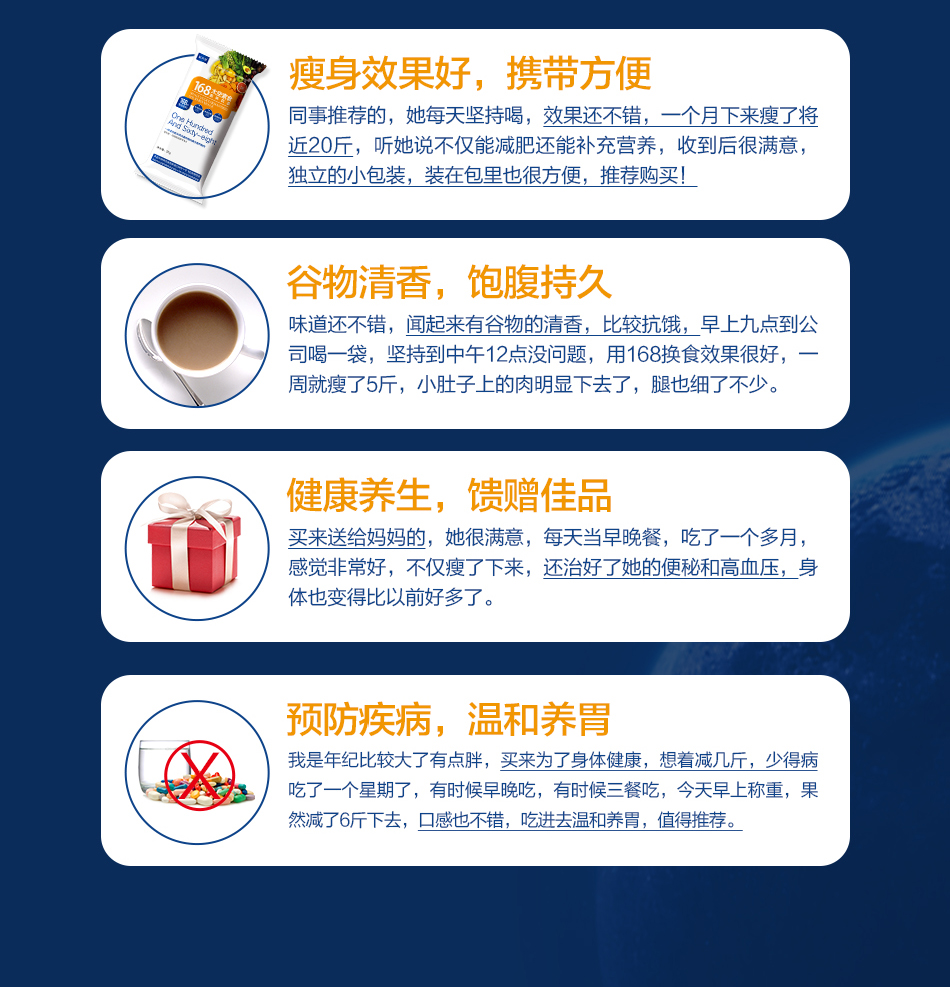 168太空素食
One Hundred
And Sixty-eight
瘦身效果好，携带方便
同事推荐的，她每天坚持喝，效果还不错，一个月下来瘦了将
近20斤，听她说不仅能减肥还能补充营养，收到后很满意，
独立的小包装，装在包里也很方便，推荐购买！
谷物清香，饱腹持久
味道还不错，闻起来有谷物的清香，比较抗饿，早上九点到公
司喝一袋，坚持到中午12点没问题，用168换食效果很好，一
周就瘦了5斤，小肚子上的肉明显下去了，腿也细了不少。
健康养生，馈赠佳品
买来送给妈妈的，她很满意，每天当早晚餐，吃了一个多月，
感觉非常好，不仅瘦了下来，还治好了她的便秘和高血压，身
体也变得比以前好多了。
预防疾病，温和养胃
我是年纪比较大了有点胖，买来为了身体健康，想着减几斤，少得病
吃了一个星期了，有时候早晚吃，有时候三餐吃，今天早上称重，果
然减了6斤下去，口感也不错，吃进去温和养胃，值得推荐。